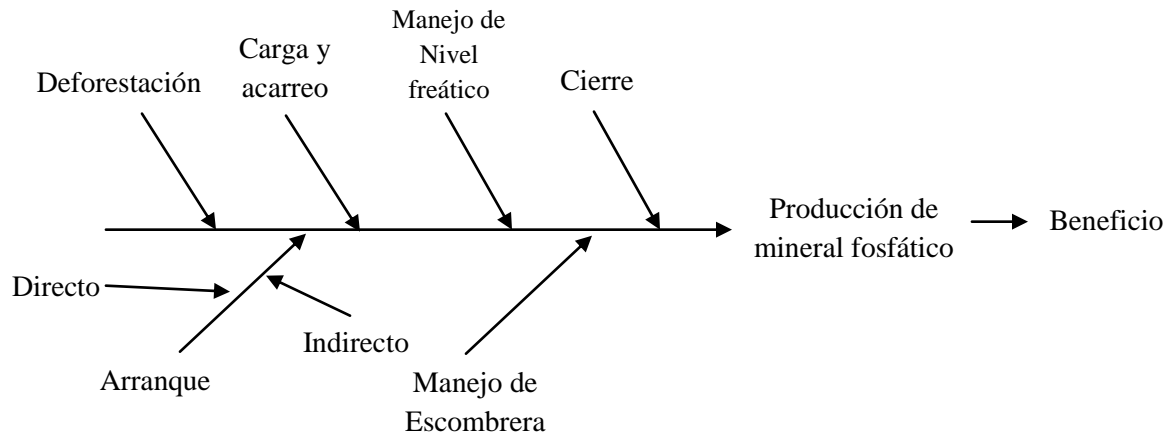 Deforestación
Carga y
acarreo
Manejo de
Nivel
freático
Cierre
Producción de
mineral fosfático
Beneficio
Directo
Indirecto
Arranque
Manejo de
Escombrera